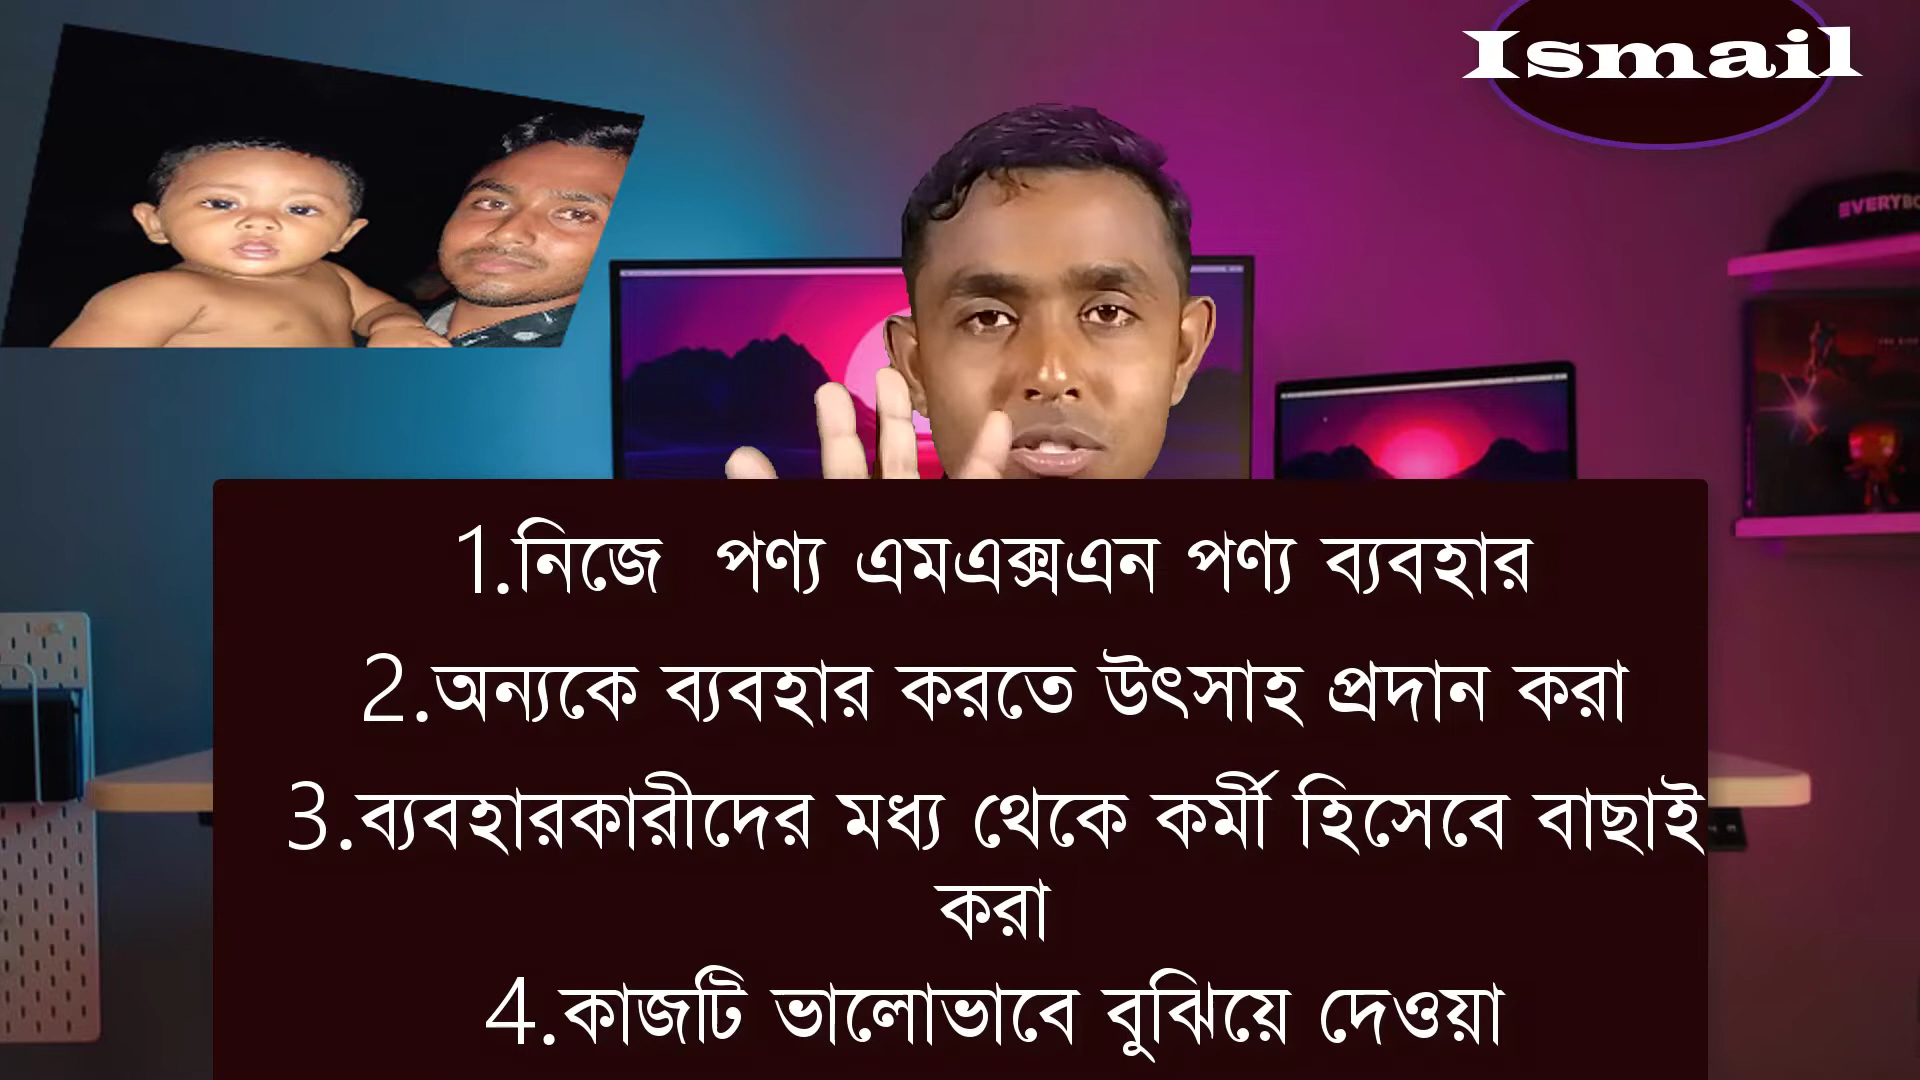 Ismail
EVERYBO
1.নিজে  পণ্য এমএক্সএন পণ্য ব্যবহার
2.অন্যকে ব্যবহার করতে উৎসাহ প্রদান করা
3.ব্যবহারকারীদের মধ্য থেকে কর্মী হিসেবে বাছাই
করা
4.কাজটি ভালোভাবে বুঝিয়ে দেওয়া